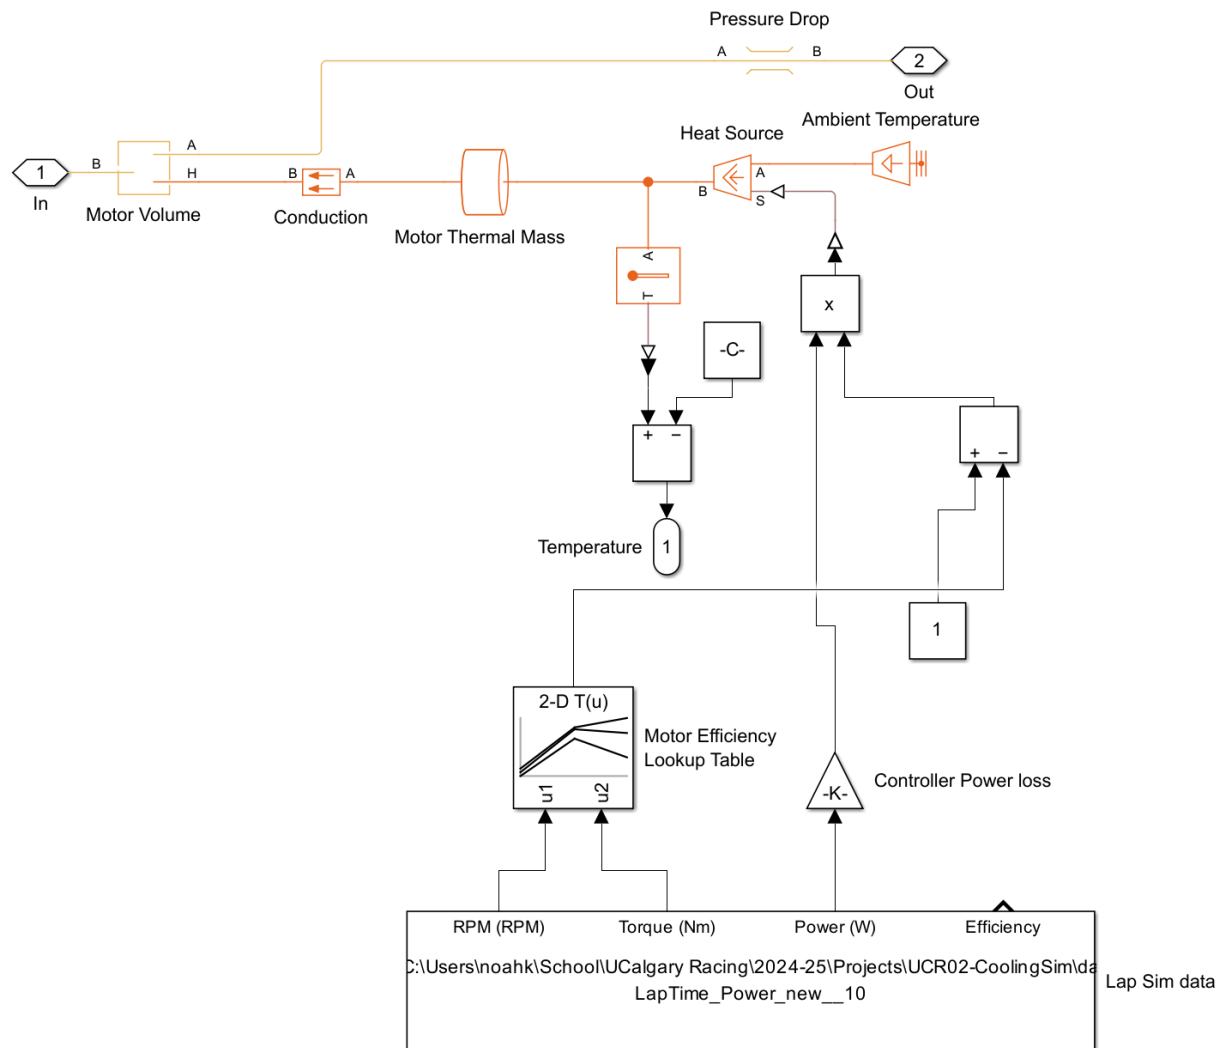 Pressure Drop
A
B
2
Out
Ambient Temperature
Heat Source
A
B
S
1
In
B
A
H
Motor Volume
B
A
Conduction
Motor Thermal Mass
A
T
-C-
x
+
−
+
−
Temperature
1
1
2-D T(u)
u1
u2
Motor Efficiency
Lookup Table
-K-
Controller Power loss
RPM (RPM)
Torque (Nm)
Power (W)
Efficiency
C:\Users\noahk\School\UCalgary Racing\2024-25\Projects\UCR02-CoolingSim\da
LapTime_Power_new__10
Lap Sim data